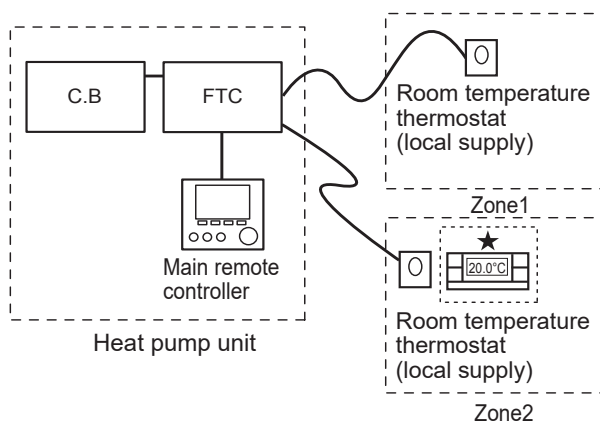 C.B
FTC
Main remote
controller
Heat pump unit
Room temperature
thermostat
(local supply)
Zone1
★
20.0°C
Room temperature
thermostat
(local supply)
Zone2